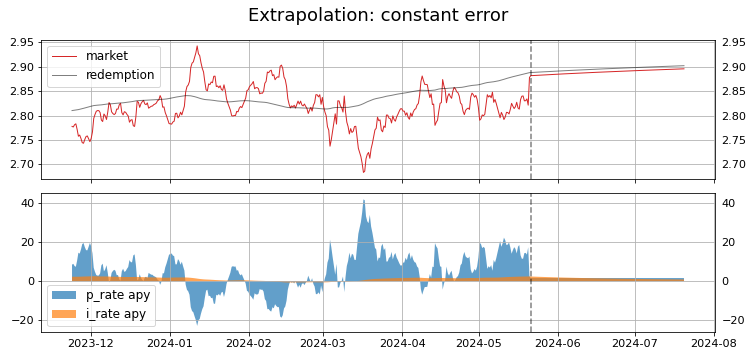 Extrapolation: constant error
2.95 2.95
2.90 2.90
2.85 2.85
2.80 2.80
2.75 2.75
2.70 2.70
market
redemption
40 40
20 20
0 0
−20 −20
p_rate apy
i_rate apy
2023-12 2024-01 2024-02 2024-03 2024-04 2024-05 2024-06 2024-07 2024-08